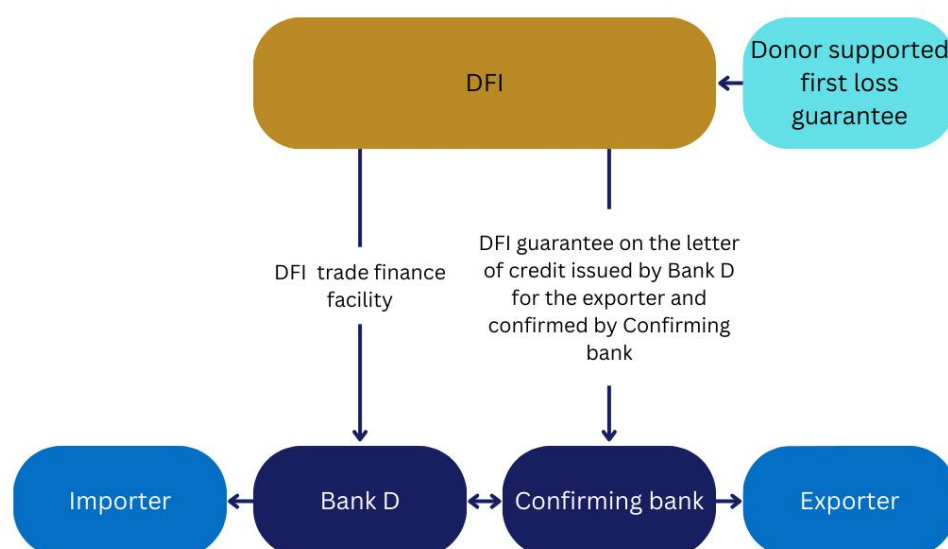 DFI
Donor supported
first loss
guarantee
DFI trade finance
facility
DFI guarantee on the letter
of credit issued by Bank D
for the exporter and
confirmed by Confirming
bank
Importer
Bank D
Confirming bank
Exporter